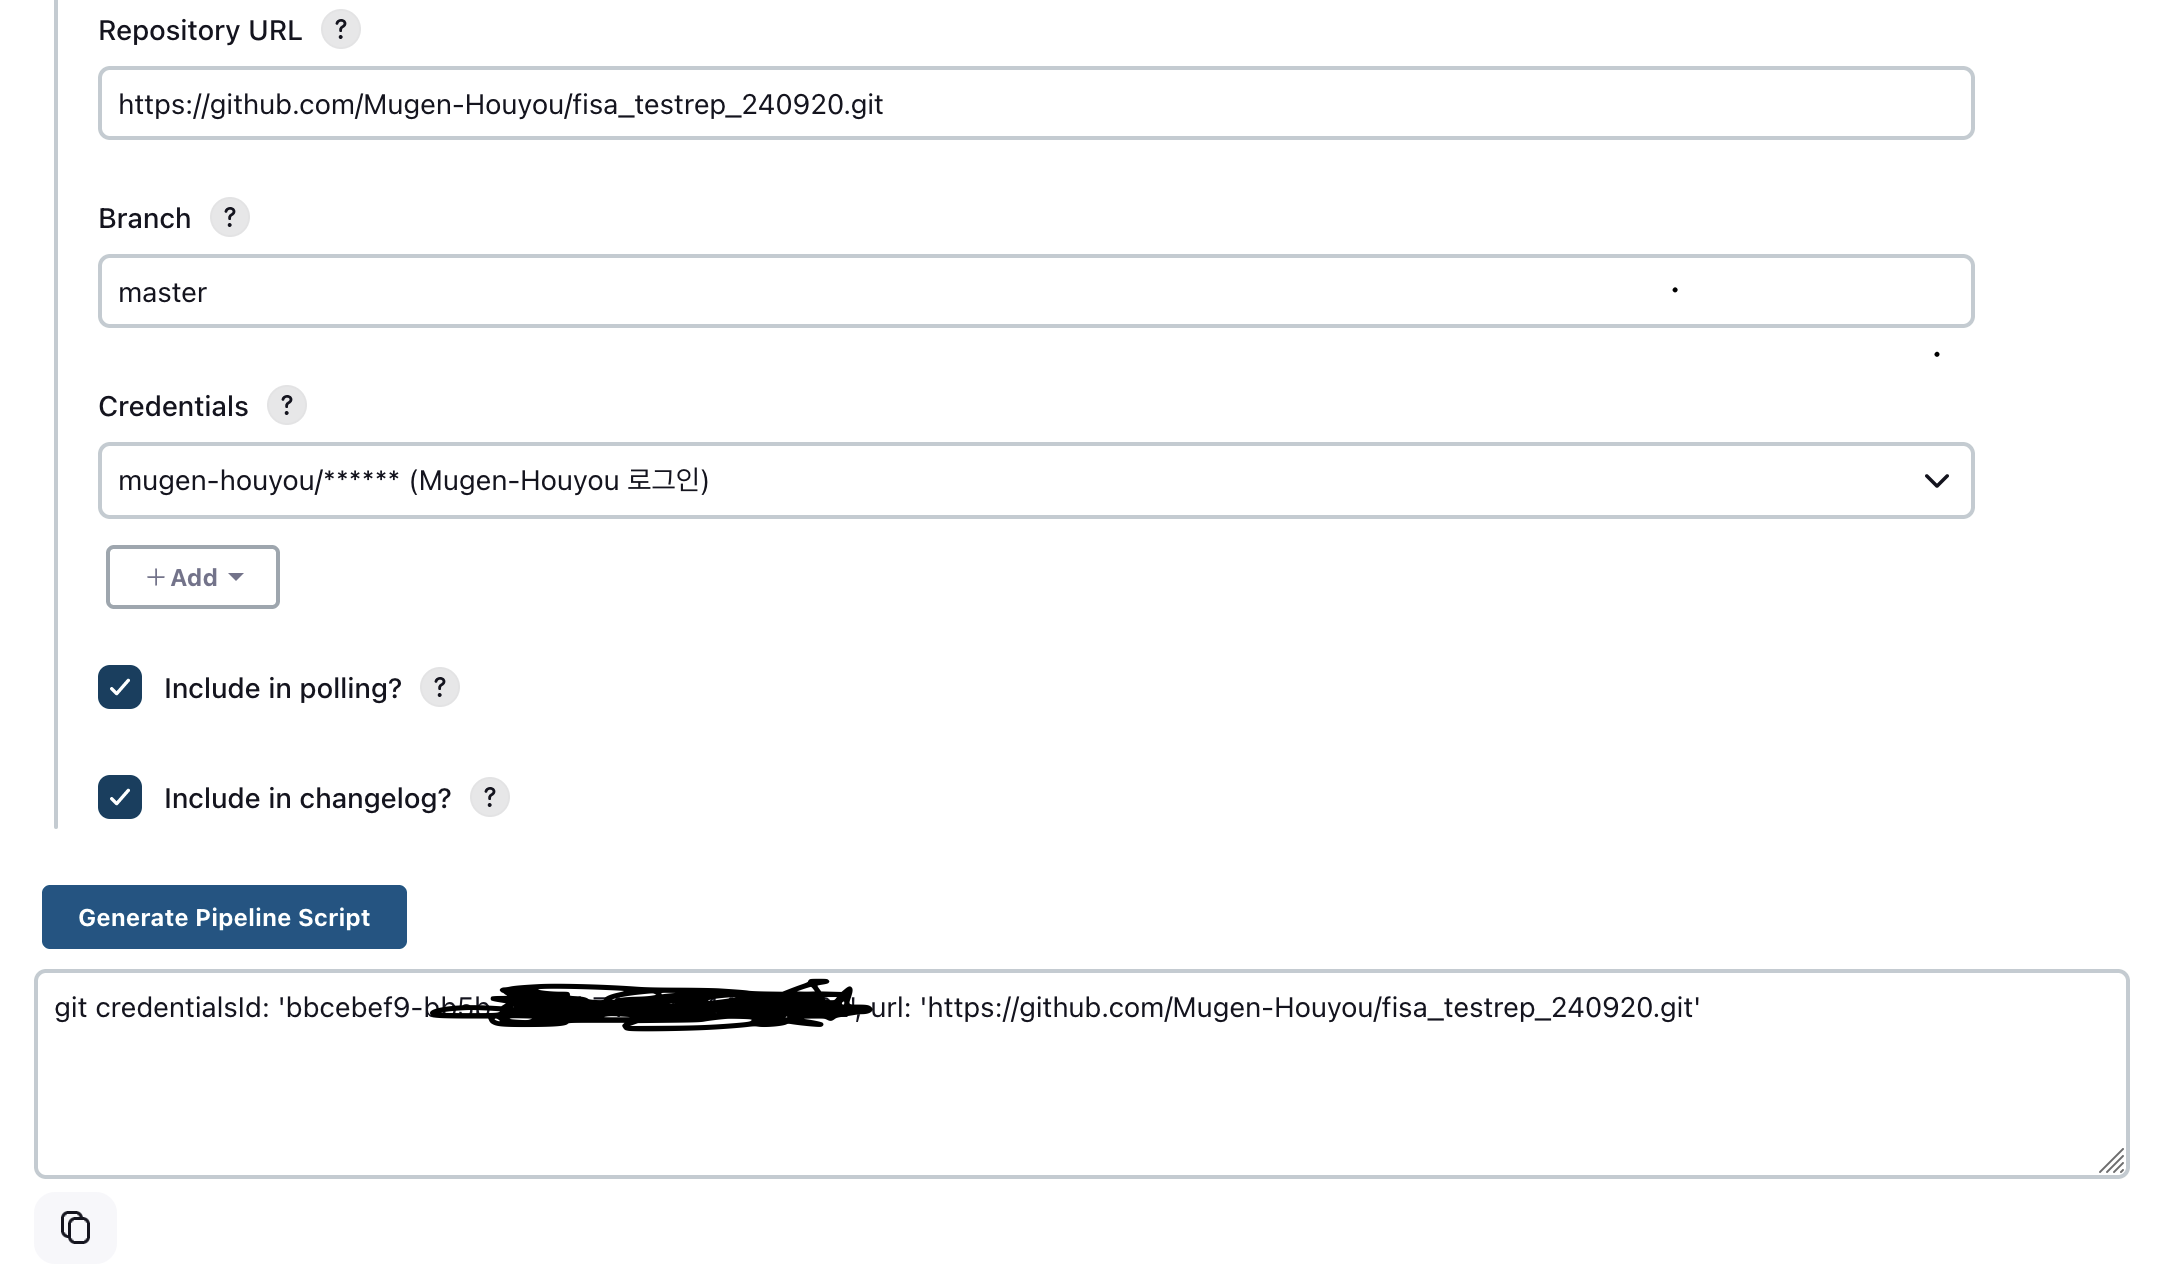 Repository URL ?
https://github.com/Mugen-Houyou/fisa_testrep_240920.git
Branch ?
master
Credentials ?
mugen-houyou/****** (Mugen-Houyou 로그인)
+ Add
Include in polling? ?
Include in changelog? ?
Generate Pipeline Script
git credentialsId: 'bbcebef9- url: 'https://github.com/Mugen-Houyou/fisa_testrep_240920.git'